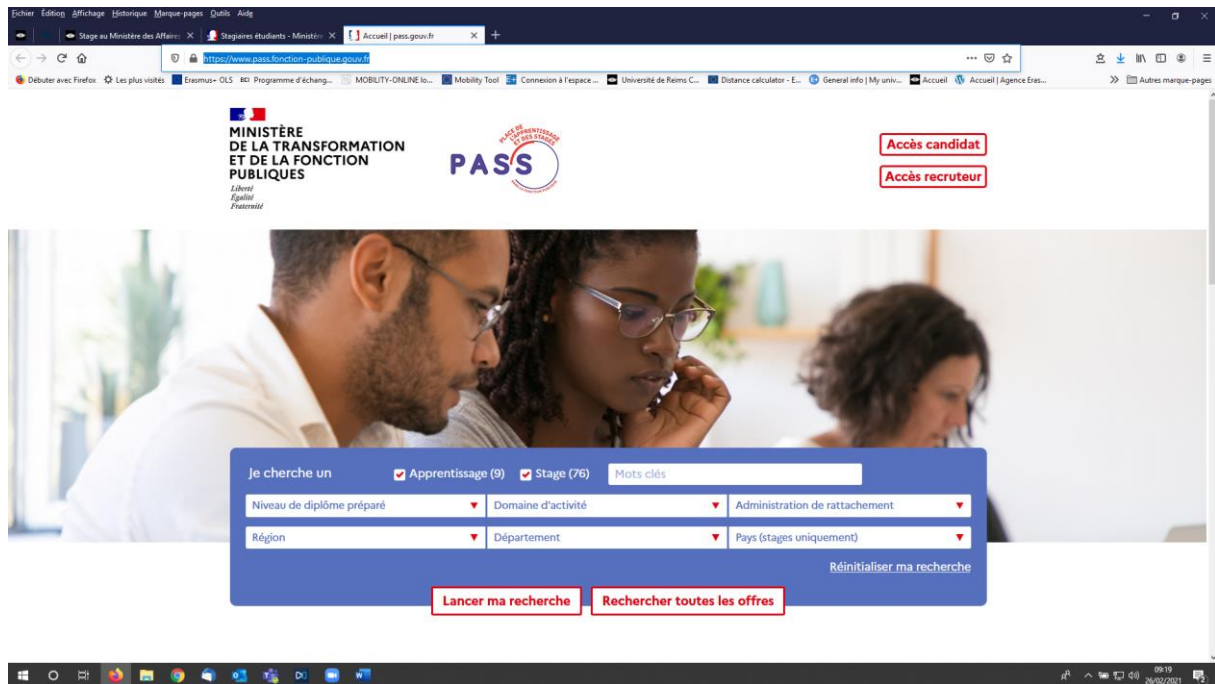 Fichier Édition Affichage Historique Marque-pages Outils Aide
Stage au Ministère des Affaires Stagiaires étudiants - Ministère Accueil | pass.gouv.fr
https://www.pass.fonction-publique.gouv.fr
Débuter avec Firefox Les plus visités Erasmus+ OLS BCI Programme d'échang... MOBILITY-ONLINE lo... Mobility Tool Connexion à l'espace ... Université de Reims C... Distance calculator - E... General info | My univ... Accueil Accueil | Agence Eras... Autres marque-pages
MINISTÈRE
DE LA TRANSFORMATION
ET DE LA FONCTION
PUBLIQUES
Liberté
Égalité
Fraternité
PLACE DE L'APPRENTISSAGE ET DES STAGES
PASS
Accès candidat
Accès recruteur
Je cherche un Apprentissage (9) Stage (76) Mots clés
Niveau de diplôme préparé Domaine d'activité Administration de rattachement
Région Département Pays (stages uniquement)
Réinitialiser ma recherche
Lancer ma recherche Rechercher toutes les offres
09:19
26/02/2021